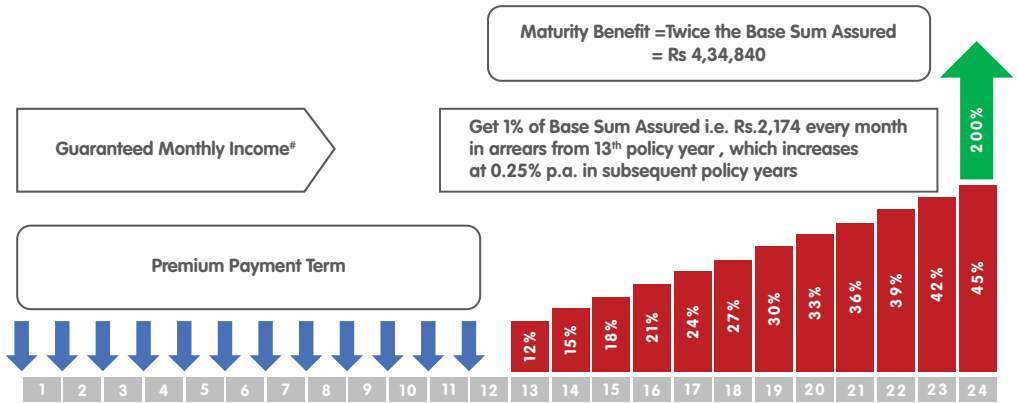 Maturity Benefit =Twice the Base Sum Assured
= Rs 4,34,840
200%
Guaranteed Monthly Income#
Get 1% of Base Sum Assured i.e. Rs.2,174 every month
in arrears from 13th policy year , which increases
at 0.25% p.a. in subsequent policy years
Premium Payment Term
12% 15% 18% 21% 24% 27% 30% 33% 36% 39% 42% 45%
1 2 3 4 5 6 7 8 9 10 11 12 13 14 15 16 17 18 19 20 21 22 23 24